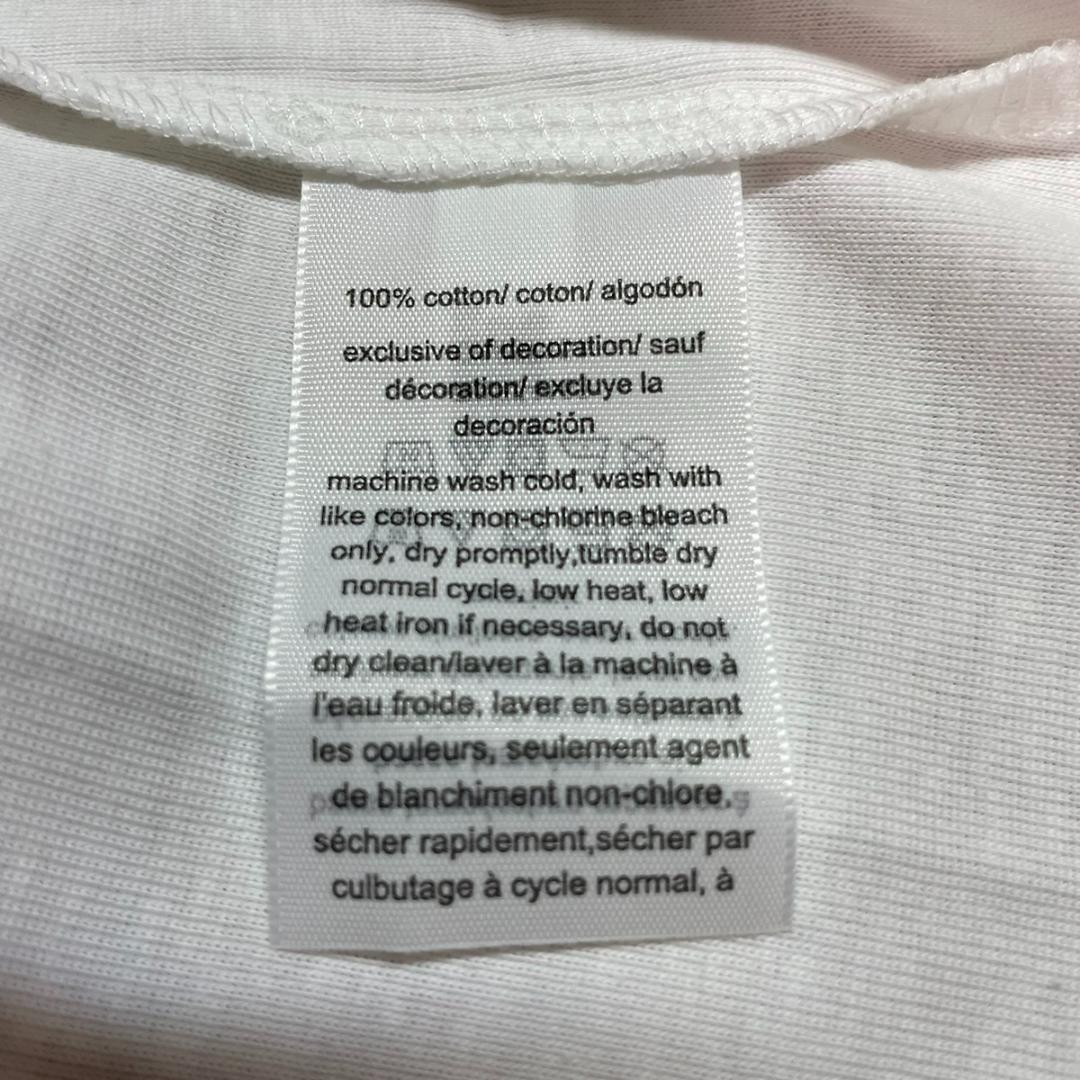 100% cotton/ coton/ algodón
exclusive of decoration/ sauf
décoration/ excluye la
decoración
machine wash cold, wash with
like colors, non-chlorine bleach
only, dry promptly,tumble dry
normal cycle, low heat, low
heat iron if necessary, do not
dry clean/laver à la machine à
l'eau froide, laver en séparant
les couleurs, seulement agent
de blanchiment non-chlore,
sécher rapidement,sécher par
culbutage à cycle normal, à